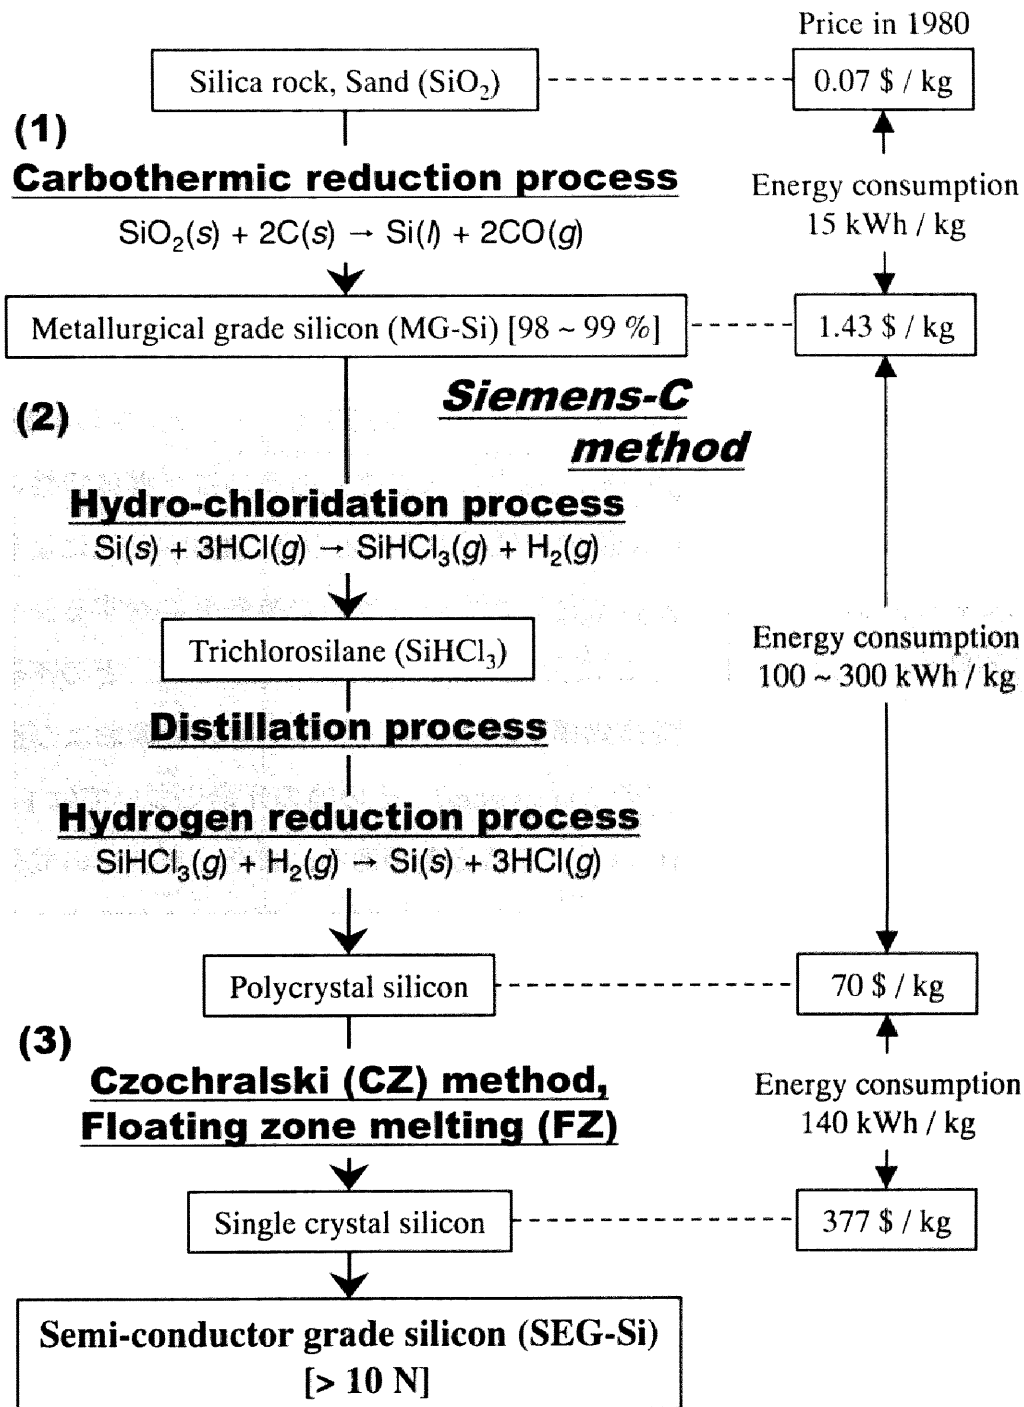 Price in 1980
Silica rock, Sand (SiO₂)
0.07 $ / kg
(1)
Carbothermic reduction process
SiO₂(s) + 2C(s) → Si(l) + 2CO(g)
Energy consumption
15 kWh / kg
Metallurgical grade silicon (MG-Si) [98 ~ 99 %]
1.43 $ / kg
Siemens-C
method
(2)
Hydro-chloridation process
Si(s) + 3HCl(g) → SiHCl₃(g) + H₂(g)
Trichlorosilane (SiHCl₃)
Energy consumption
100 ~ 300 kWh / kg
Distillation process
Hydrogen reduction process
SiHCl₃(g) + H₂(g) → Si(s) + 3HCl(g)
Polycrystal silicon
70 $ / kg
(3)
Czochralski (CZ) method,
Floating zone melting (FZ)
Energy consumption
140 kWh / kg
Single crystal silicon
377 $ / kg
Semi-conductor grade silicon (SEG-Si)
[> 10 N]